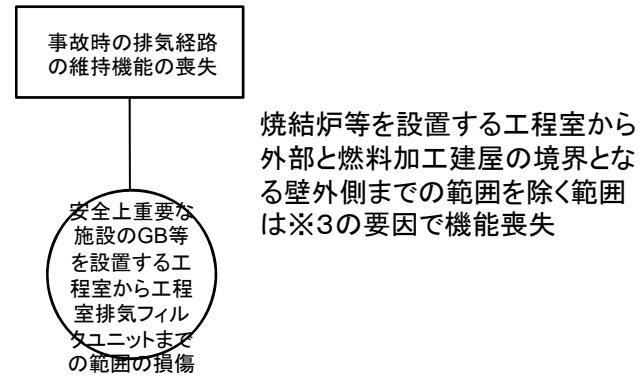 事故時の排気経路
の維持機能の喪失
焼結炉等を設置する工程室から
外部と燃料加工建屋の境界とな
る壁外側までの範囲を除く範囲
は※3の要因で機能喪失
安全上重要な
施設のGB等
を設置する工
程室から工程
室排気フィル
タユニットまで
の範囲の損傷